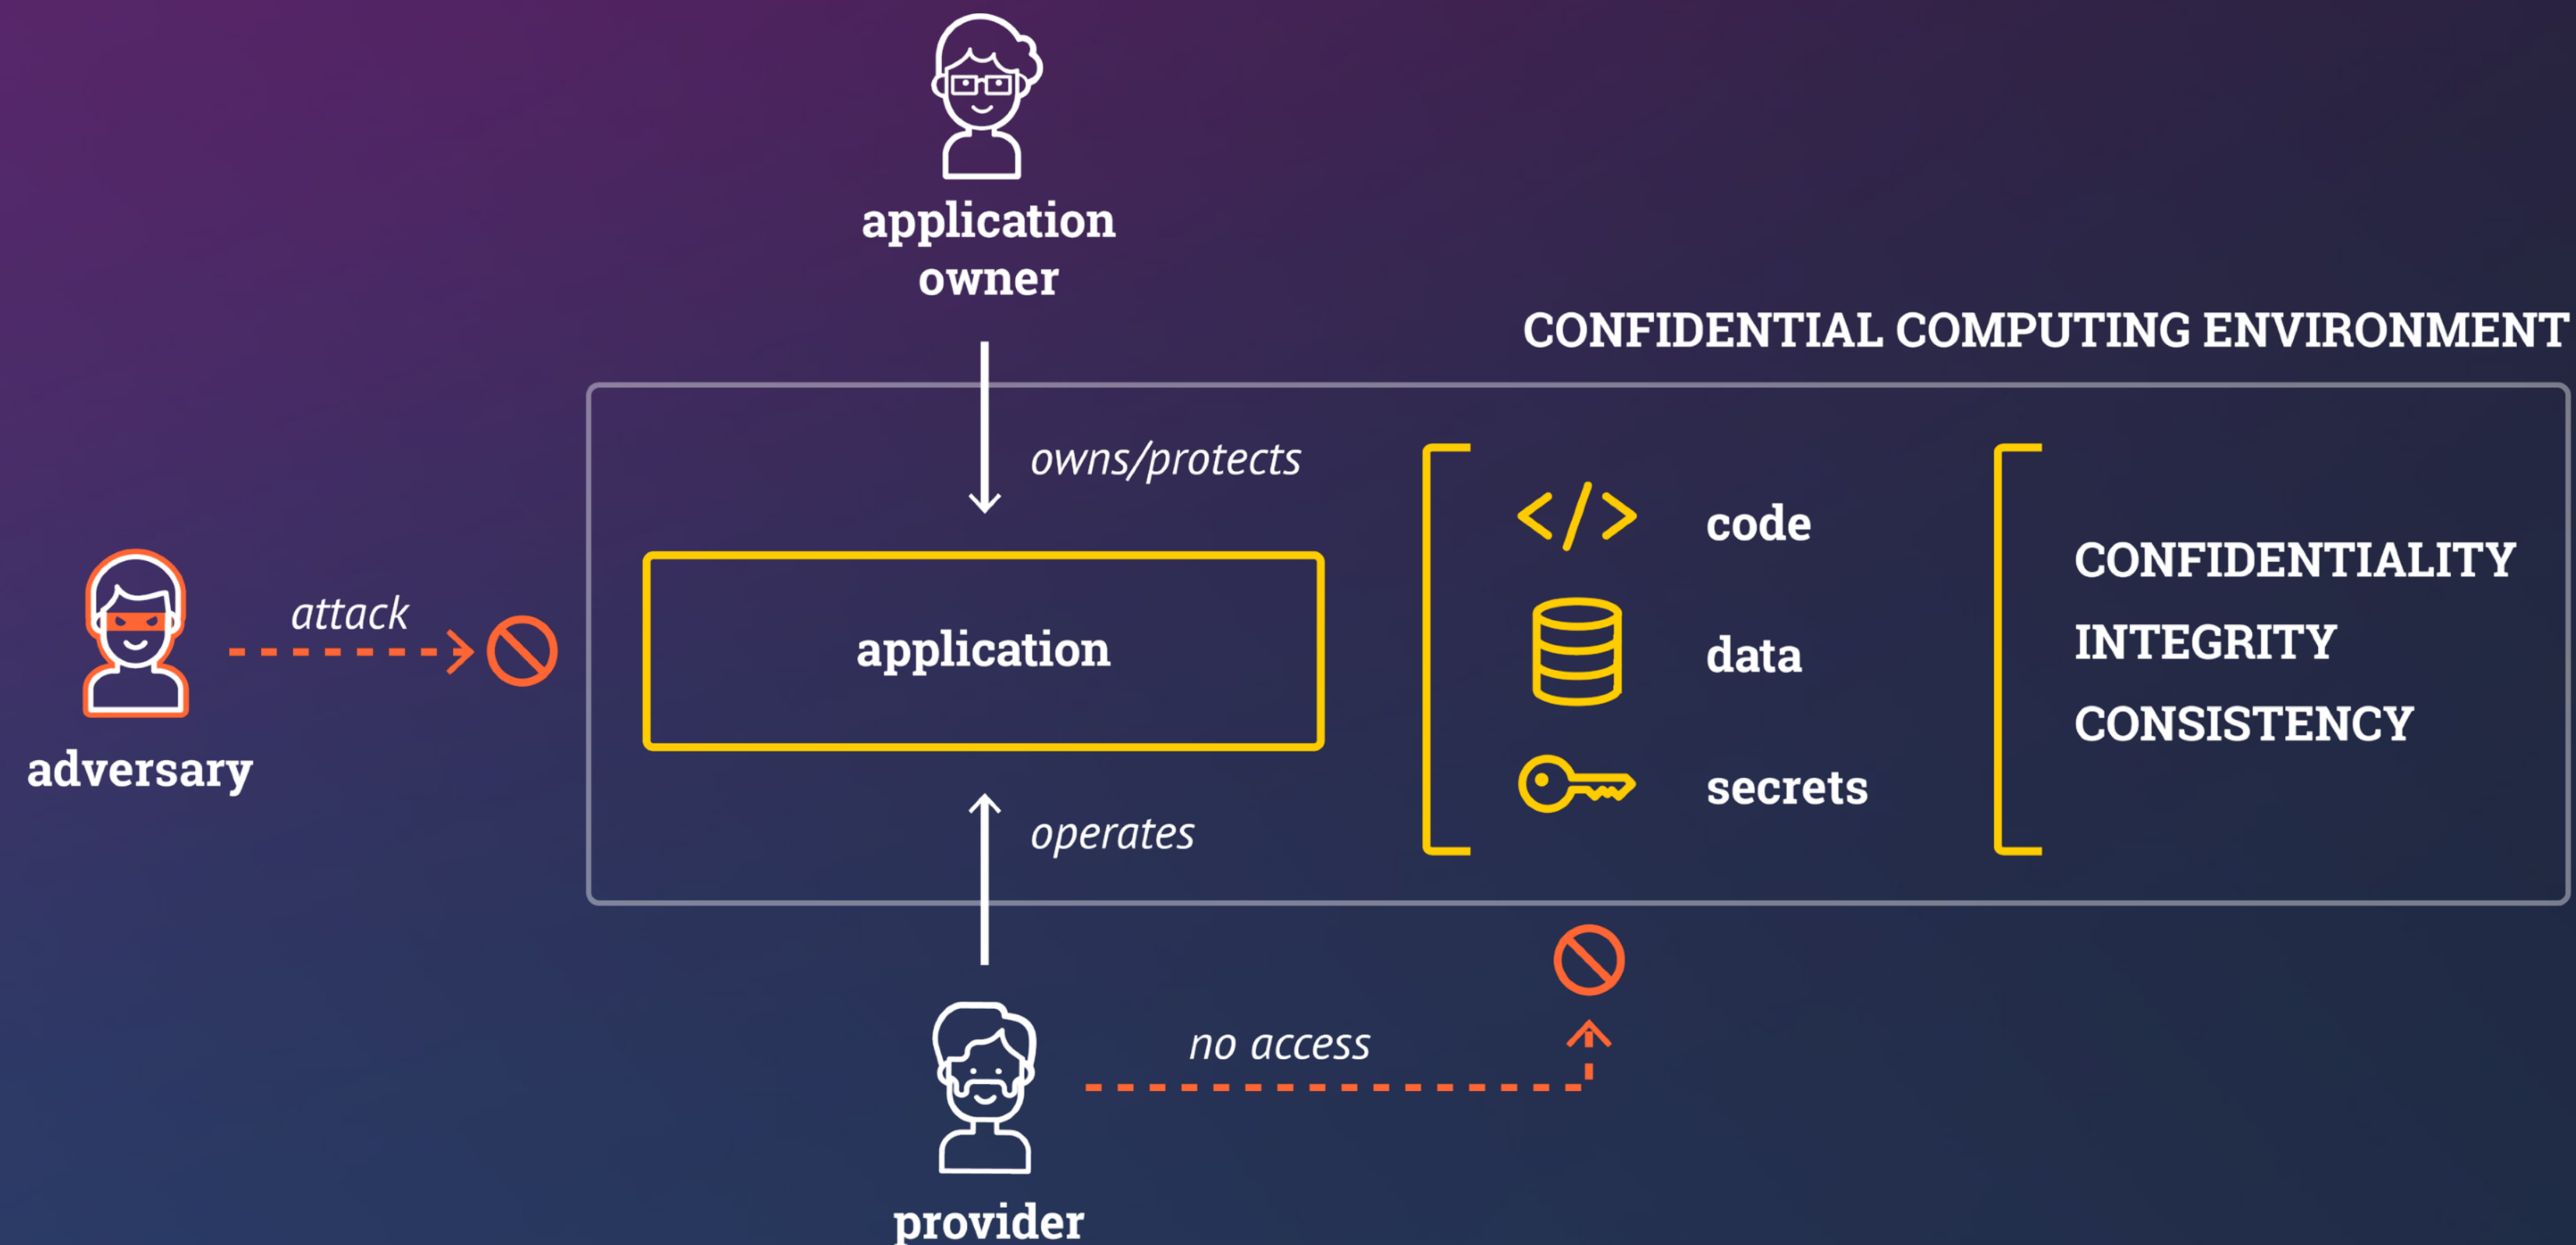 application
owner
CONFIDENTIAL COMPUTING ENVIRONMENT
owns/protects
code
CONFIDENTIALITY
attack
application
data
INTEGRITY
CONSISTENCY
adversary
secrets
operates
no access
provider